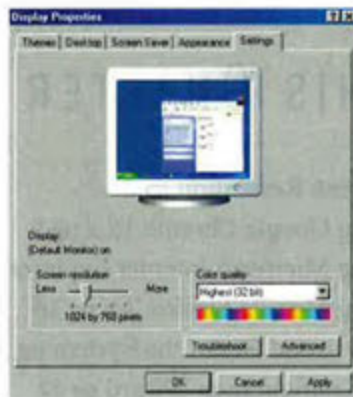 Display Properties
Themes Desktop Screen Saver Appearance Settings
Display:
(Default Monitor) on
Screen resolution
Less More
1024 by 768 pixels
Color quality
Highest (32 bit)
Troubleshoot Advanced
OK Cancel Apply